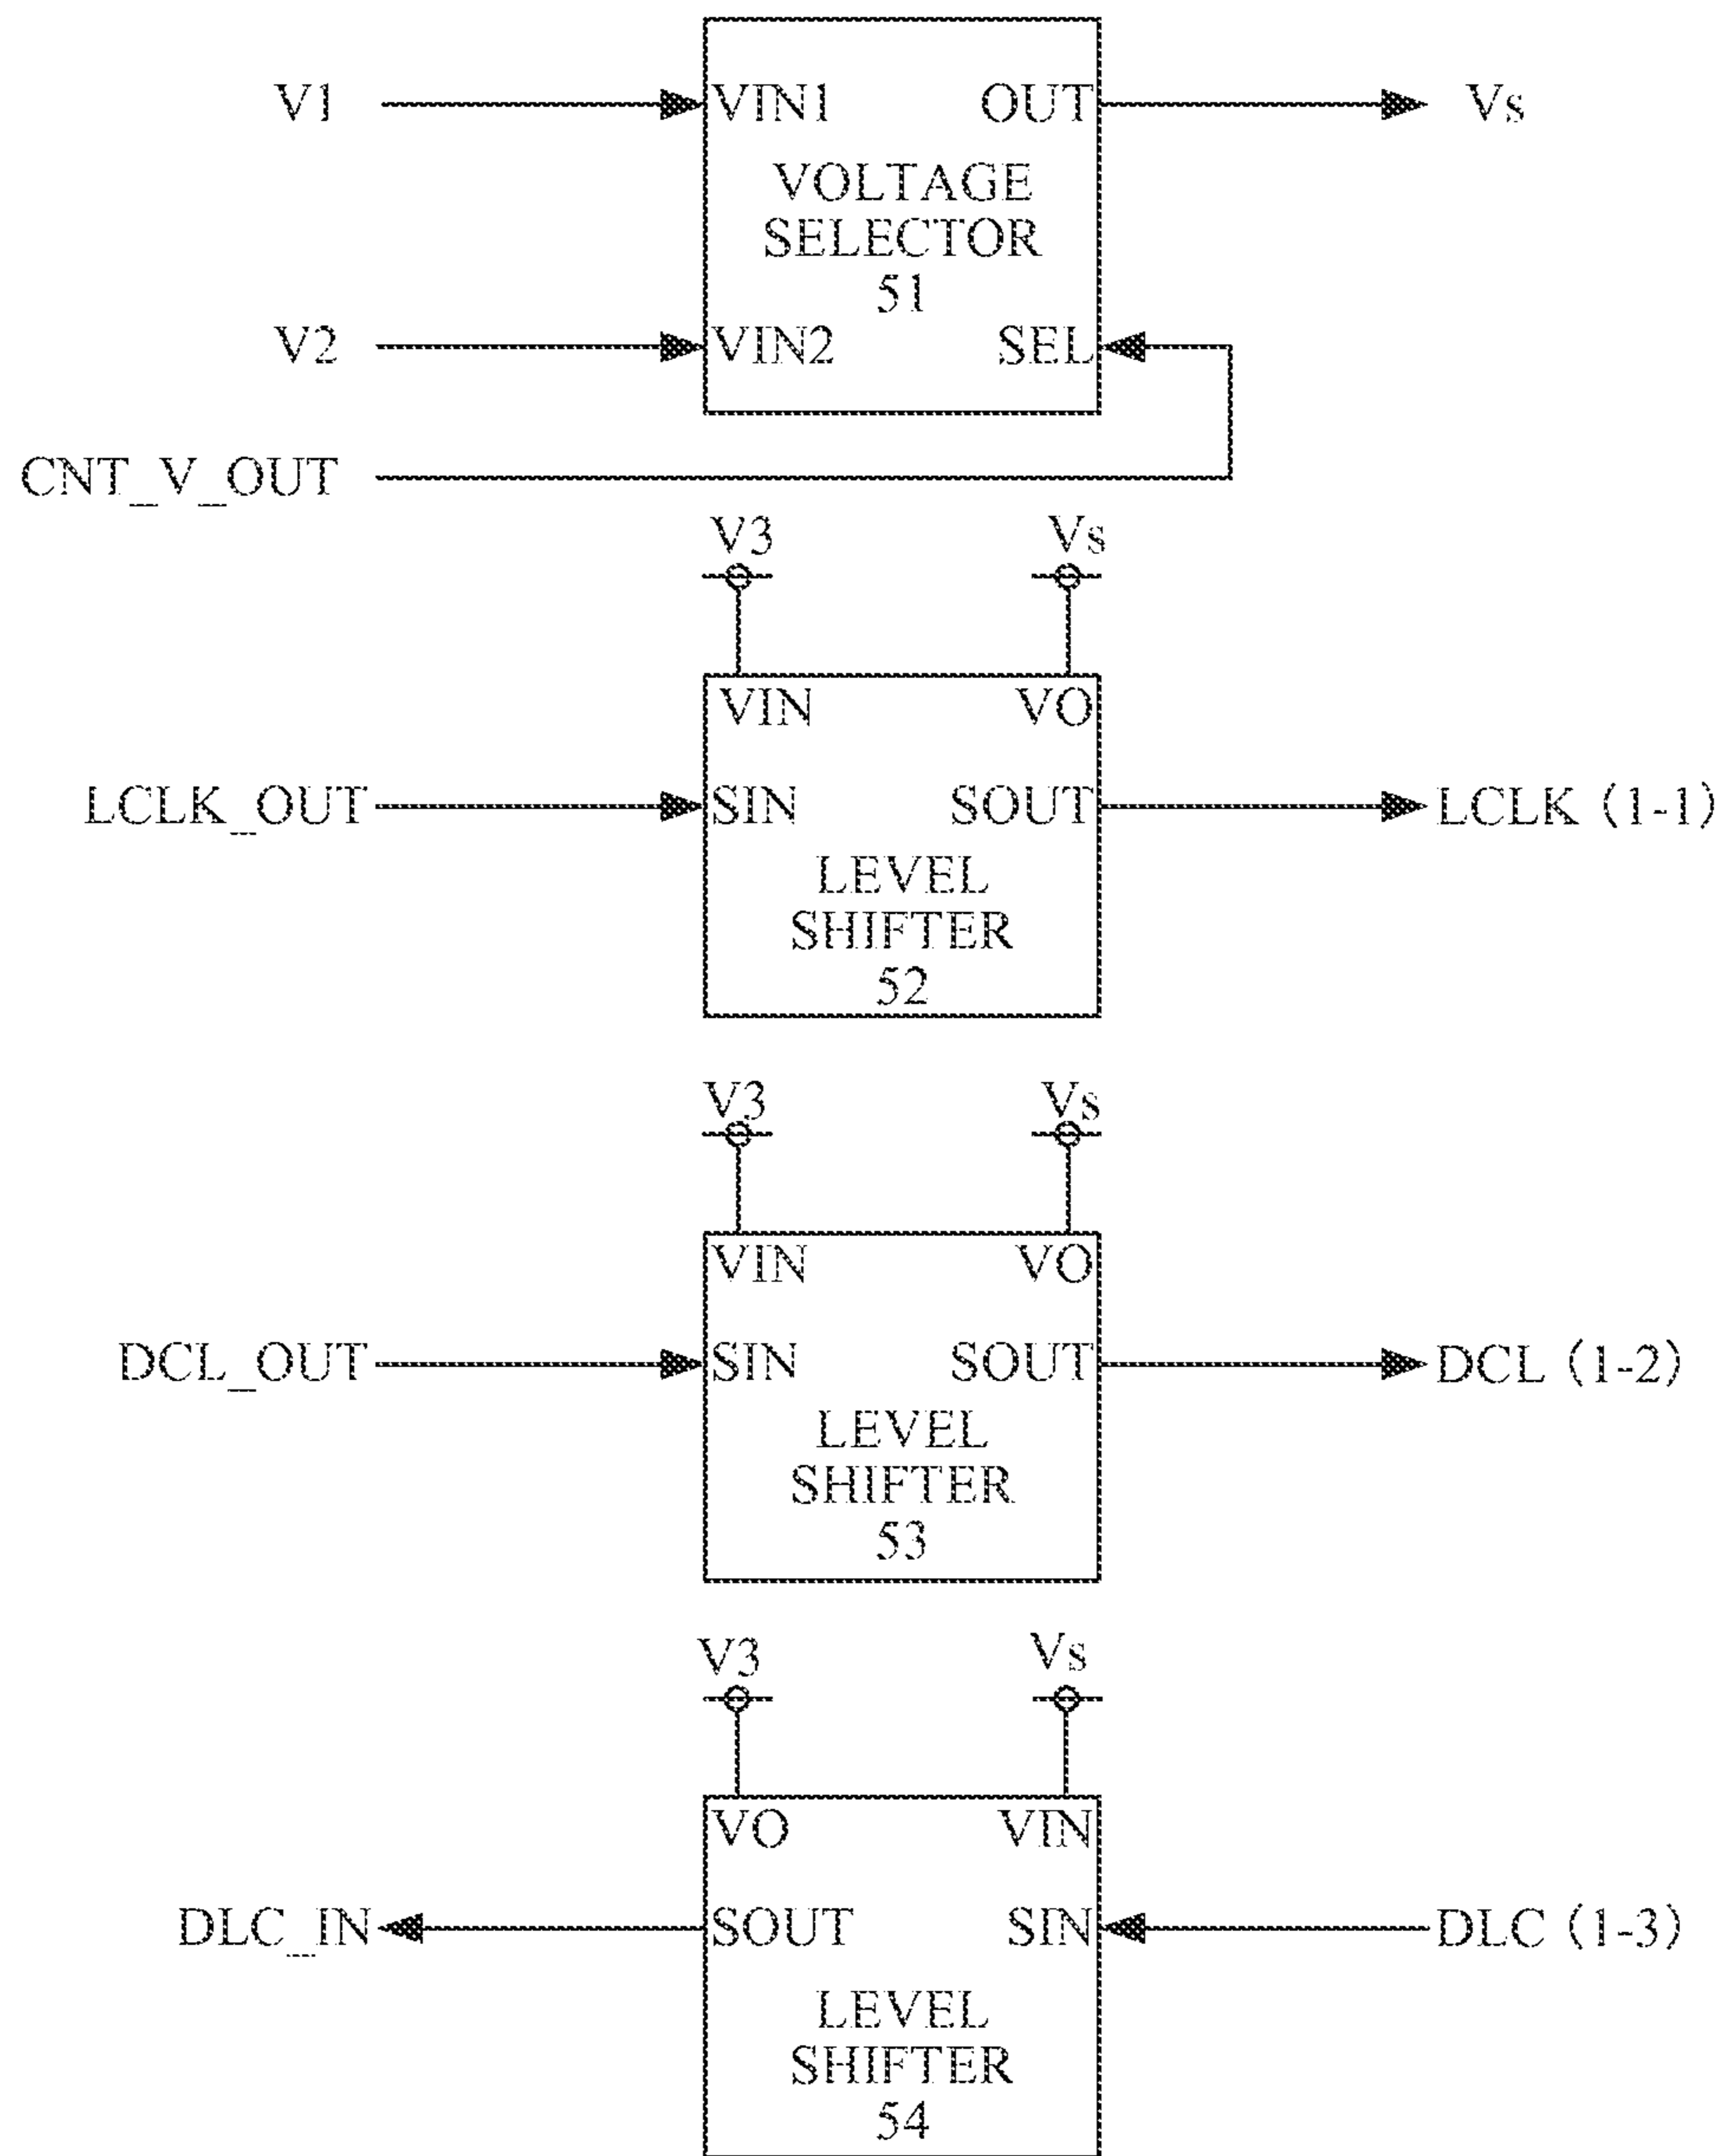 V1
VIN1
OUT
Vs
VOLTAGE
SELECTOR
51
V2
VIN2
SEL
CNT_V_OUT
V3
Vs
VIN
VO
LCLK_OUT
SIN
SOUT
LCLK (1-1)
LEVEL
SHIFTER
52
V3
Vs
VIN
VO
DCL_OUT
SIN
SOUT
DCL (1-2)
LEVEL
SHIFTER
53
V3
Vs
VO
VIN
DLC_IN
SOUT
SIN
DLC (1-3)
LEVEL
SHIFTER
54